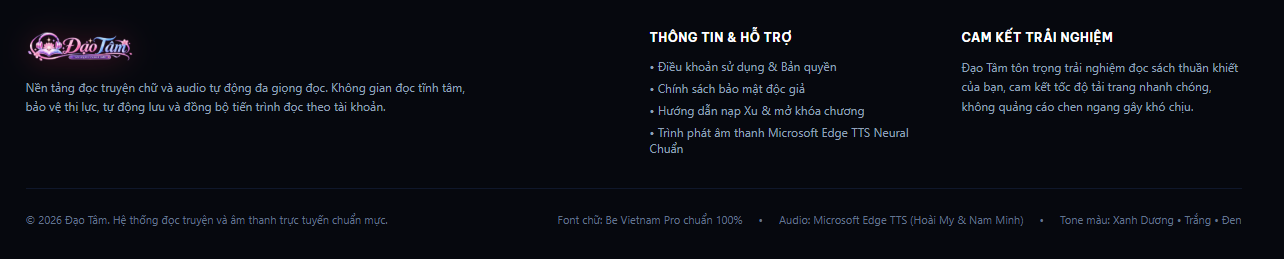 Đạo Tâm
Nền tảng đọc truyện chữ và audio tự động đa giọng đọc. Không gian đọc tĩnh tâm,
bảo vệ thị lực, tự động lưu và đồng bộ tiến trình đọc theo tài khoản.
THÔNG TIN & HỖ TRỢ
• Điều khoản sử dụng & Bản quyền
• Chính sách bảo mật độc giả
• Hướng dẫn nạp Xu & mở khóa chương
• Trình phát âm thanh Microsoft Edge TTS Neural
Chuẩn
CAM KẾT TRẢI NGHIỆM
Đạo Tâm tôn trọng trải nghiệm đọc sách thuần khiết
của bạn, cam kết tốc độ tải trang nhanh chóng,
không quảng cáo chen ngang gây khó chịu.
© 2026 Đạo Tâm. Hệ thống đọc truyện và âm thanh trực tuyến chuẩn mực.
Font chữ: Be Vietnam Pro chuẩn 100% • Audio: Microsoft Edge TTS (Hoài My & Nam Minh) • Tone màu: Xanh Dương • Trắng • Đen